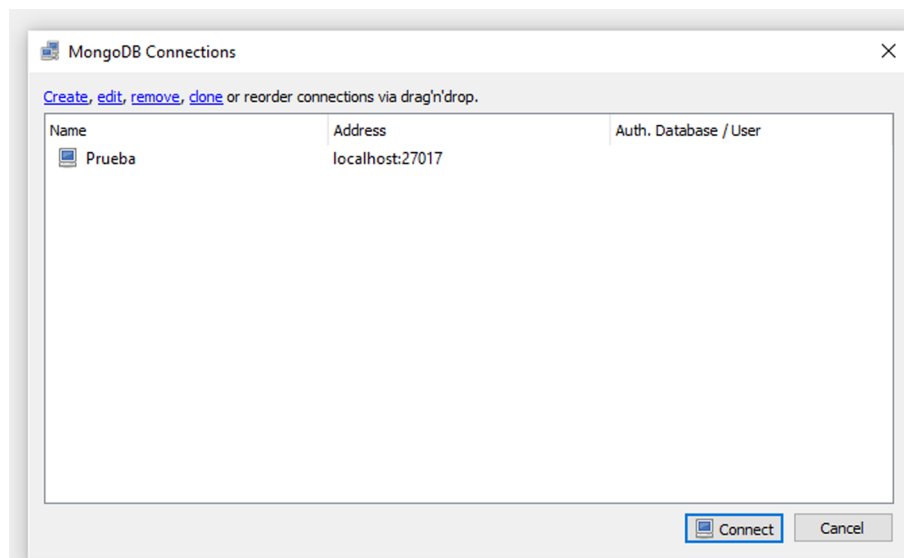 MongoDB Connections
Create, edit, remove, clone or reorder connections via drag'n'drop.
Name Address Auth. Database / User
Prueba localhost:27017
Connect Cancel